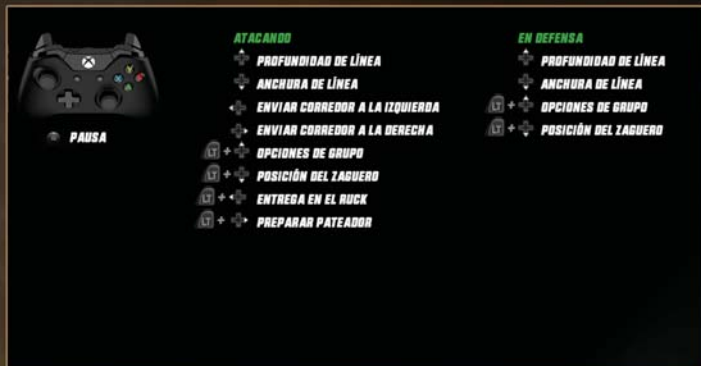 ATACANDO
PROFUNDIDAD DE LÍNEA
ANCHURA DE LÍNEA
ENVIAR CORREDOR A LA IZQUIERDA
ENVIAR CORREDOR A LA DERECHA
LT + OPCIONES DE GRUPO
LT + POSICIÓN DEL ZAGUERO
LT + ENTREGA EN EL RUCK
LT + PREPARAR PATEADOR
EN DEFENSA
PROFUNDIDAD DE LÍNEA
ANCHURA DE LÍNEA
LT + OPCIONES DE GRUPO
LT + POSICIÓN DEL ZAGUERO
PAUSA